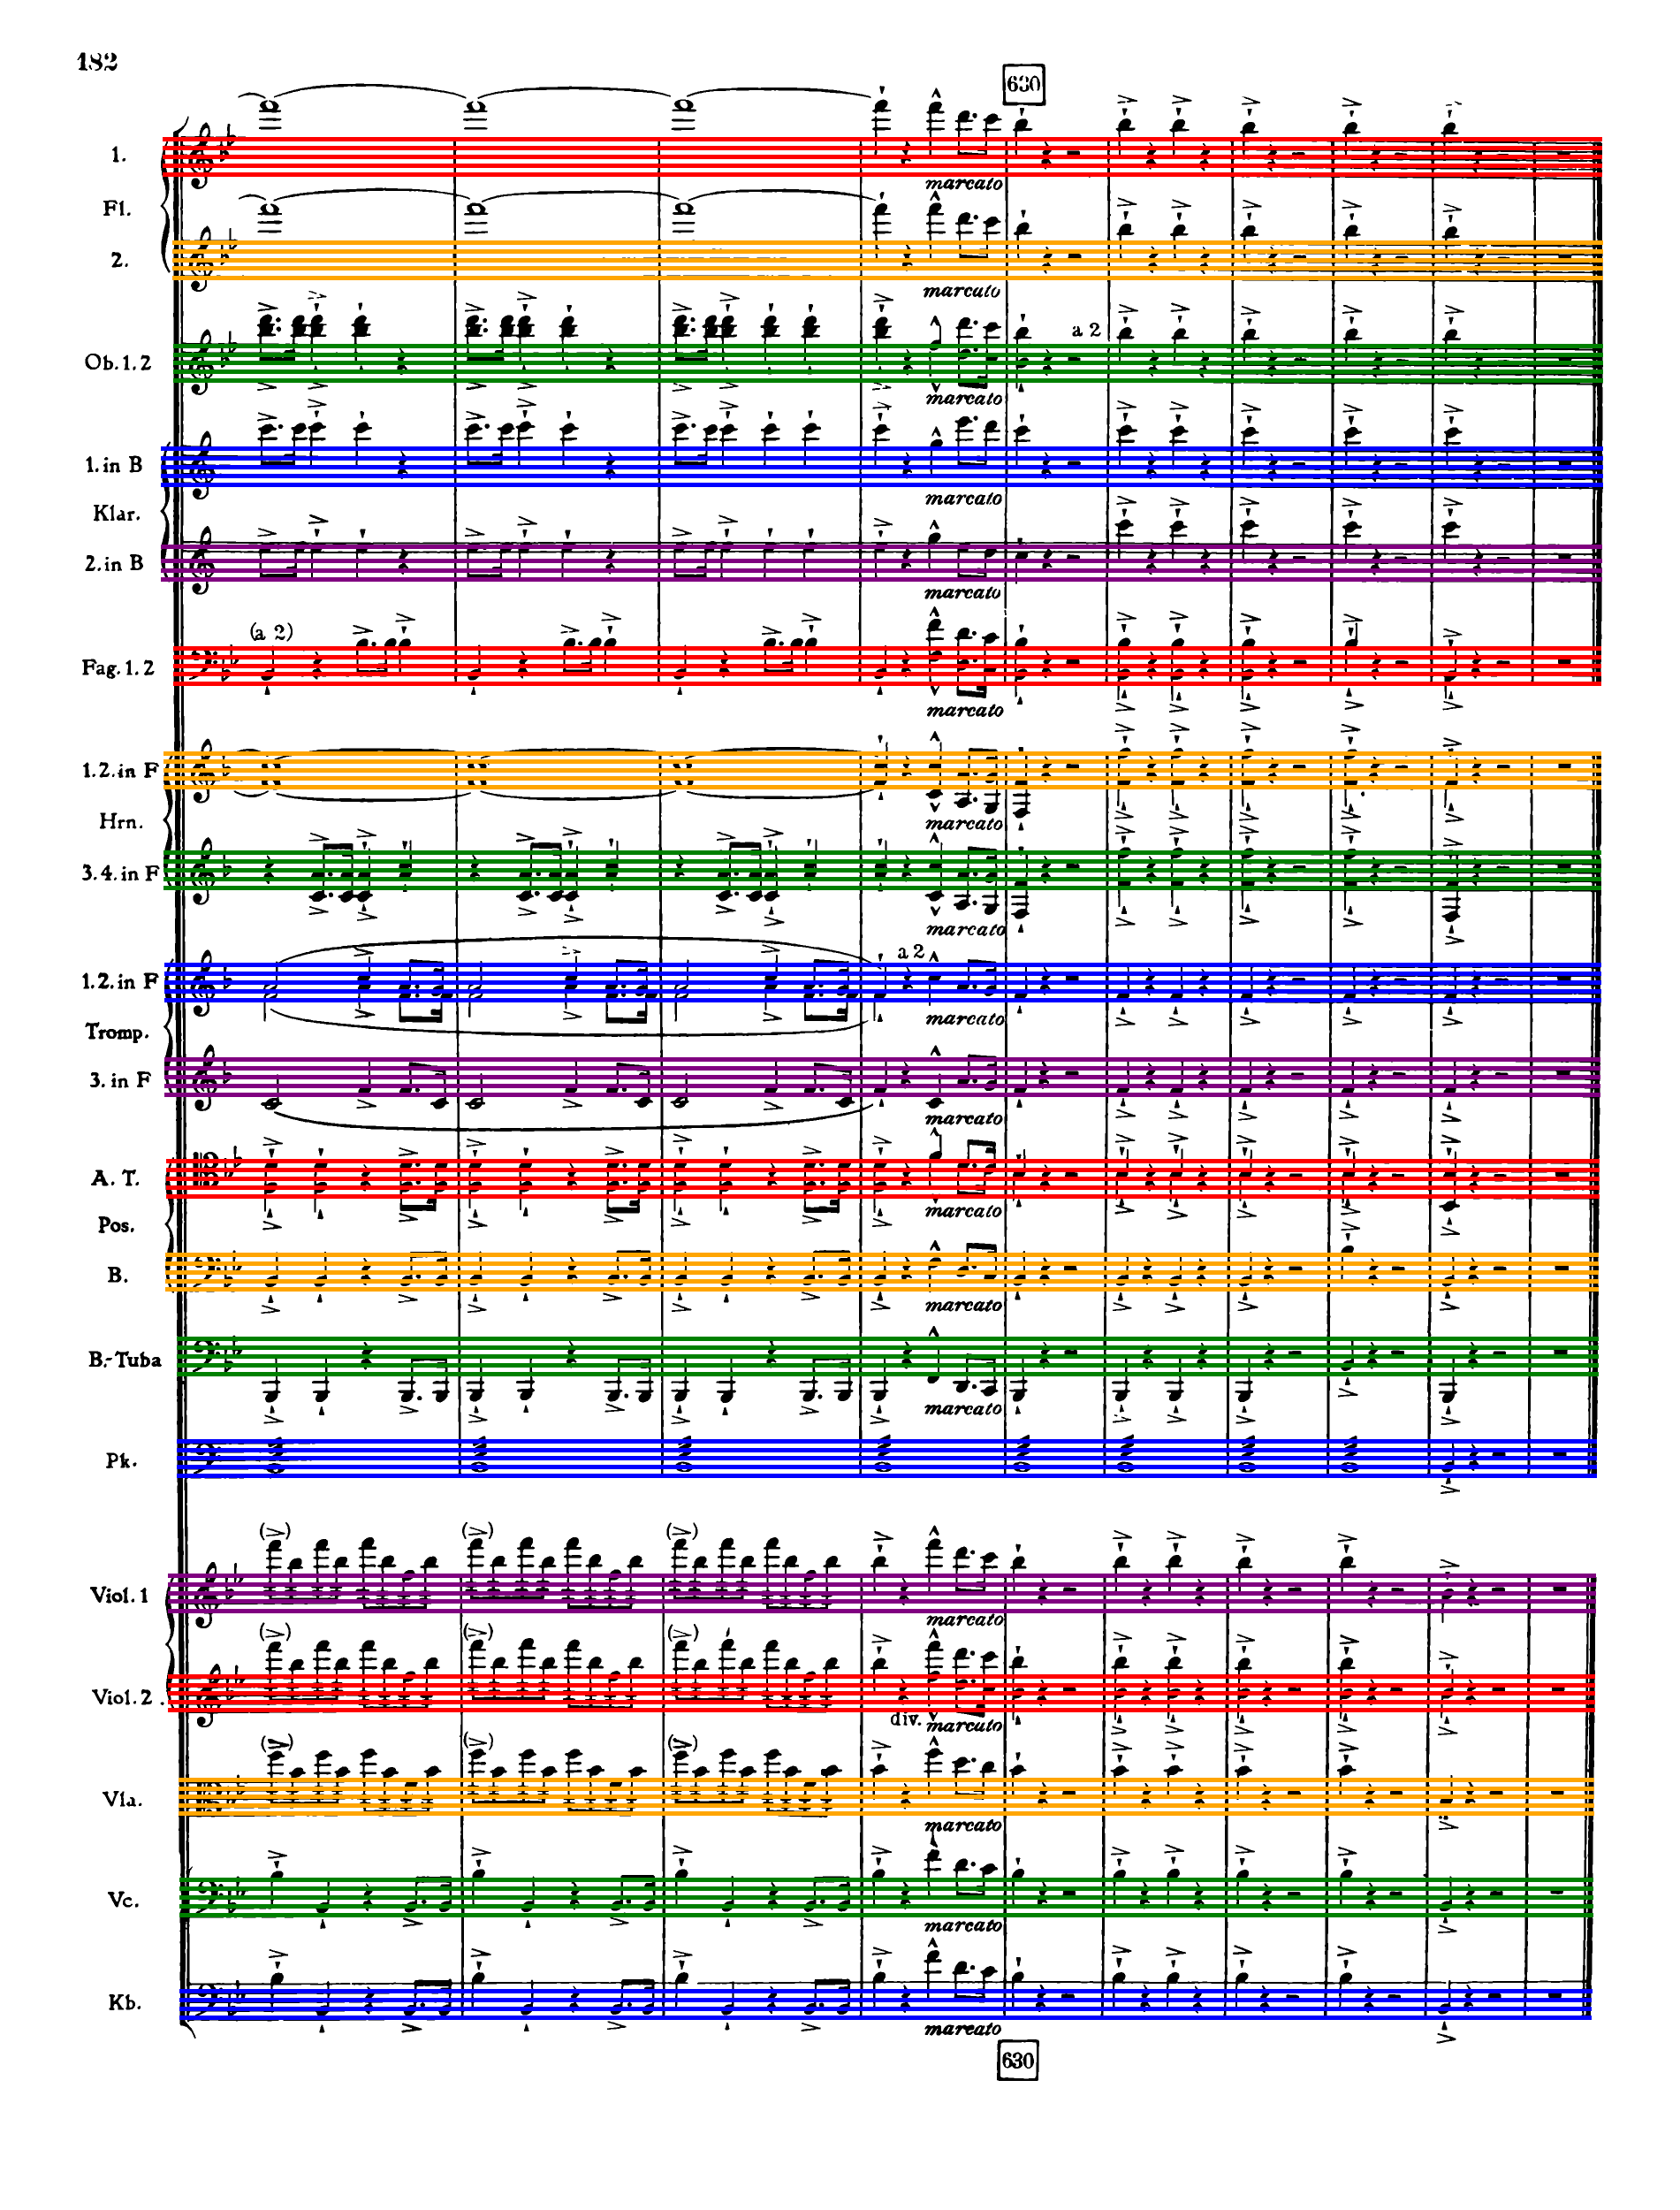 182
630
1.
marcato
Fl.
2.
marcato
Ob. 1. 2
a 2
marcato
1. in B
marcato
Klar.
2. in B
marcato
(a 2)
Fag. 1. 2
marcato
1. 2. in F
marcato
Hrn.
3. 4. in F
marcato
a 2
1. 2. in F
marcato
Tromp.
3. in F
marcato
A. T.
marcato
Pos.
B.
marcato
B.-Tuba
marcato
Pk.
Viol. 1
marcato
Viol. 2
div. marcato
Vla.
marcato
Vc.
marcato
Kb.
marcato
630